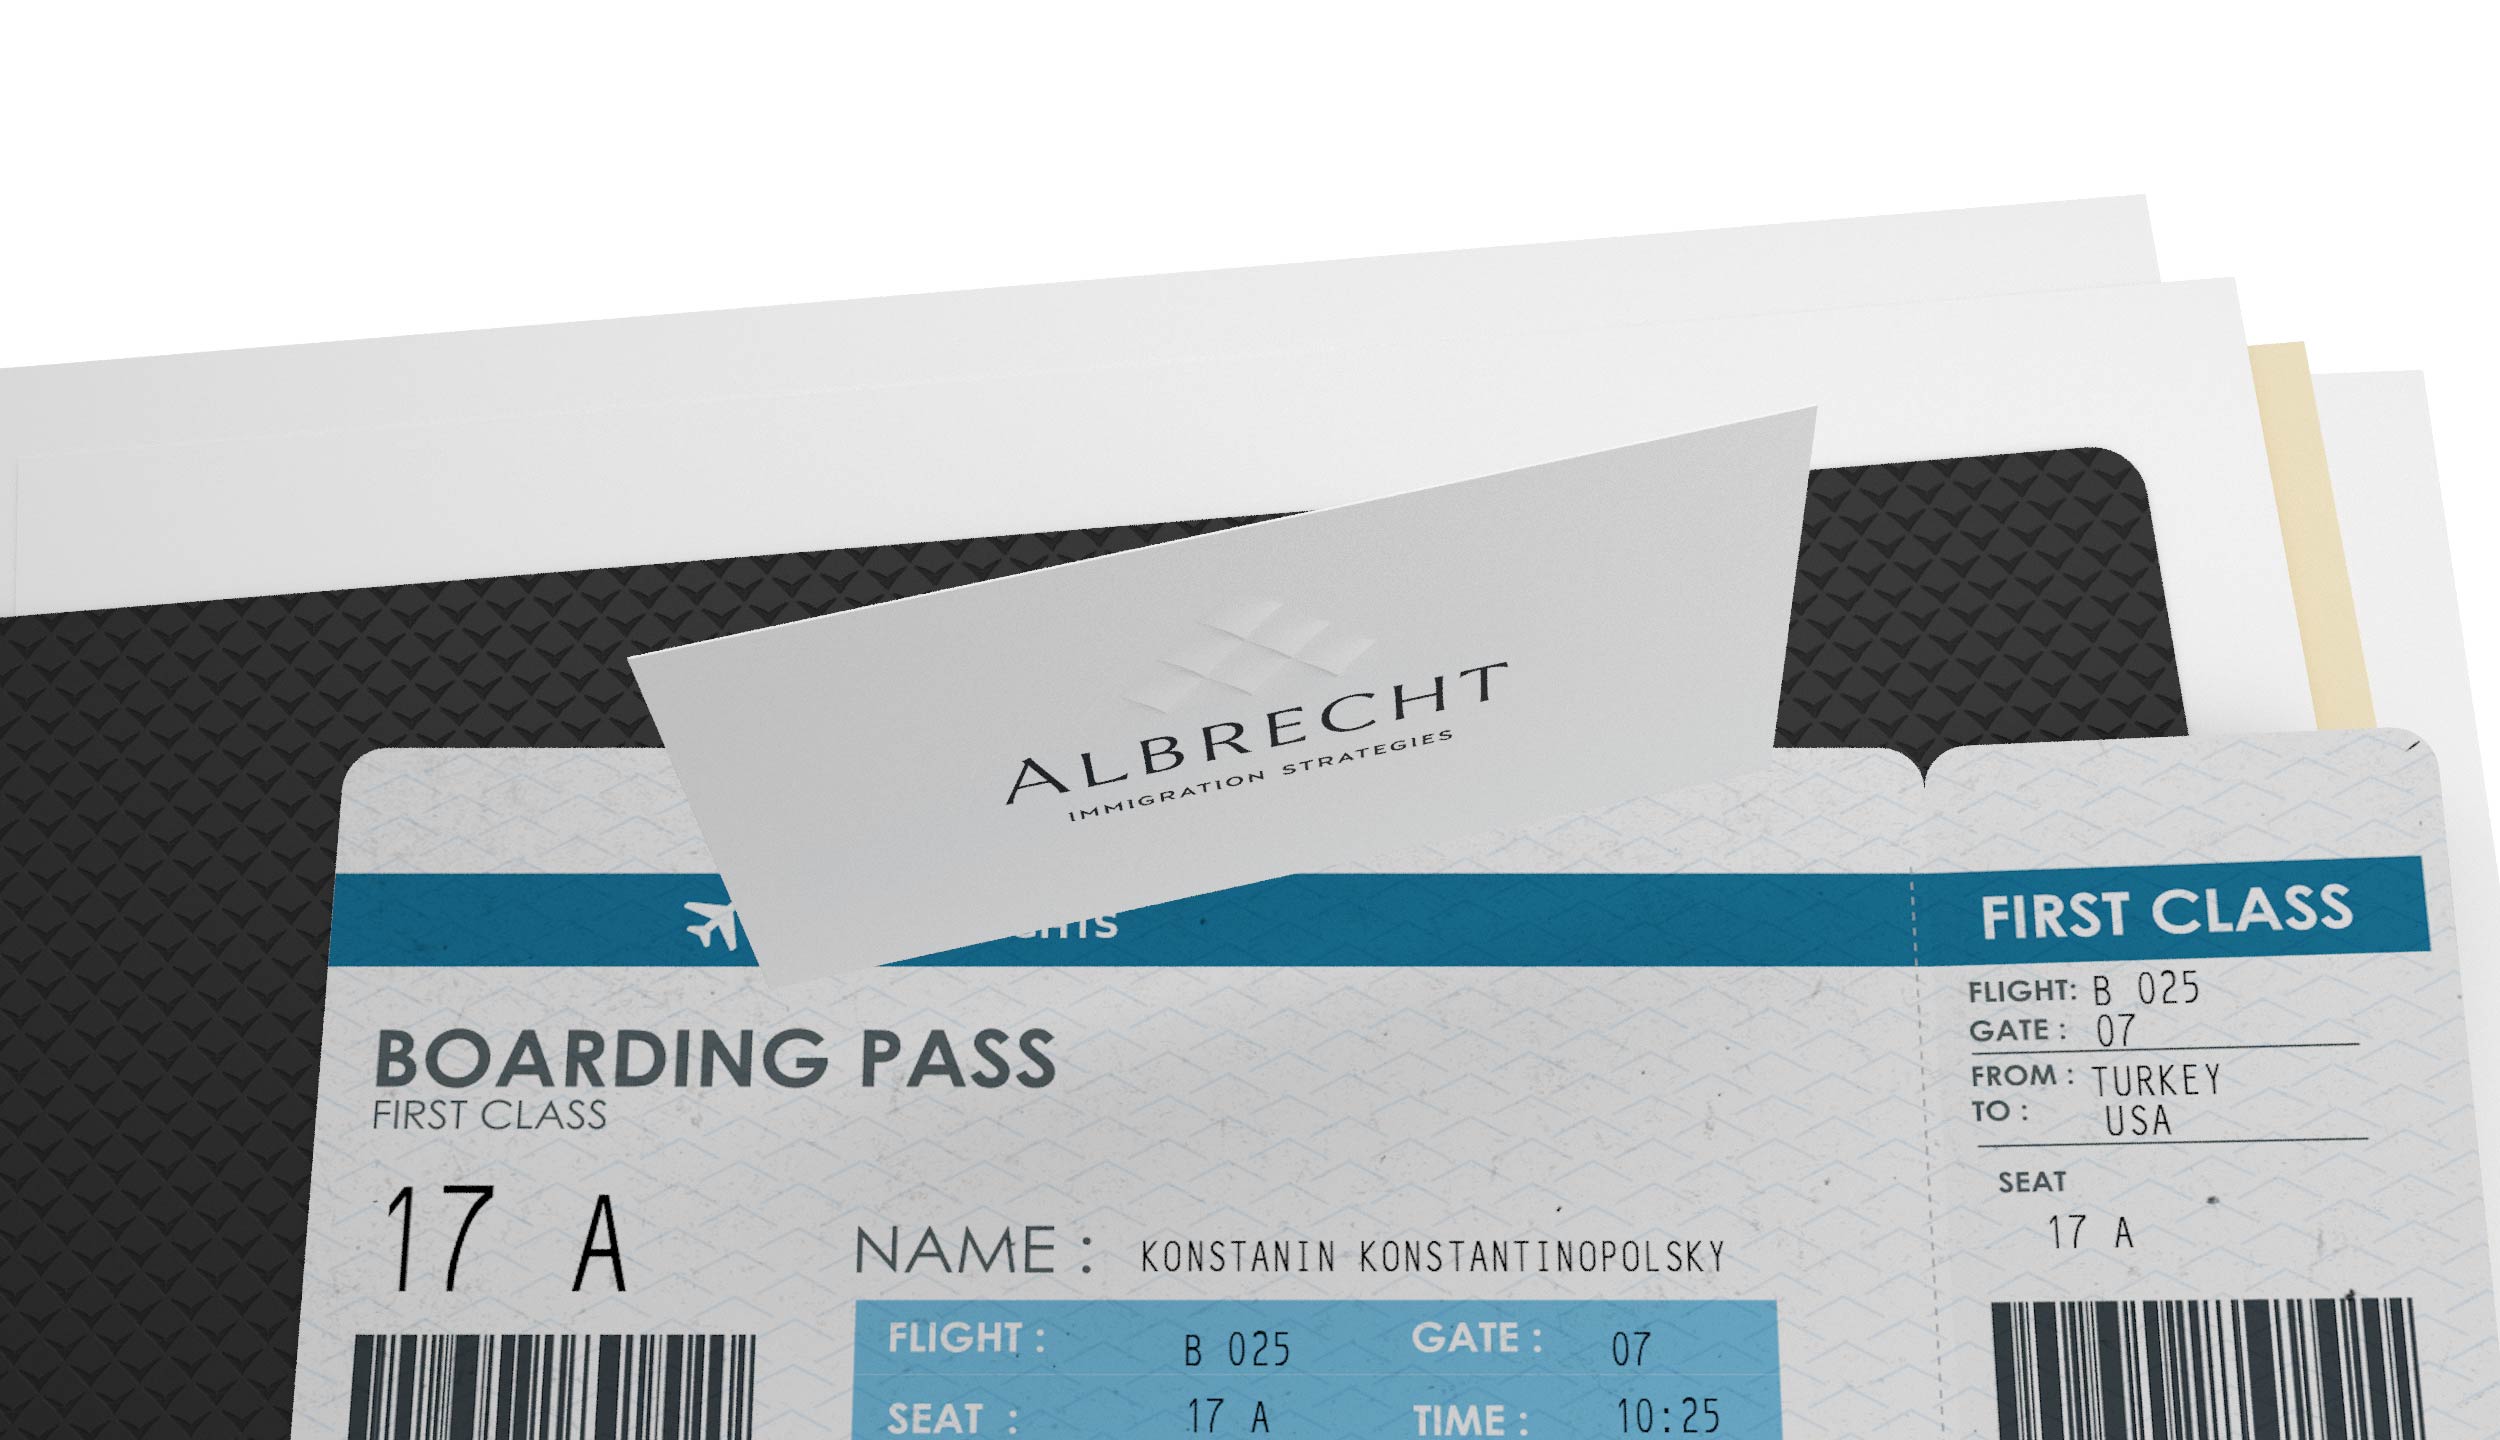 ALBRECHT
IMMIGRATION STRATEGIES
FIRST CLASS
FLIGHT: B 025
GATE : 07
FROM : TURKEY
TO : USA
SEAT
17 A
BOARDING PASS
FIRST CLASS
17 A
NAME : KONSTANIN KONSTANTINOPOLSKY
FLIGHT : B 025 GATE : 07
SEAT : 17 A TIME : 10:25